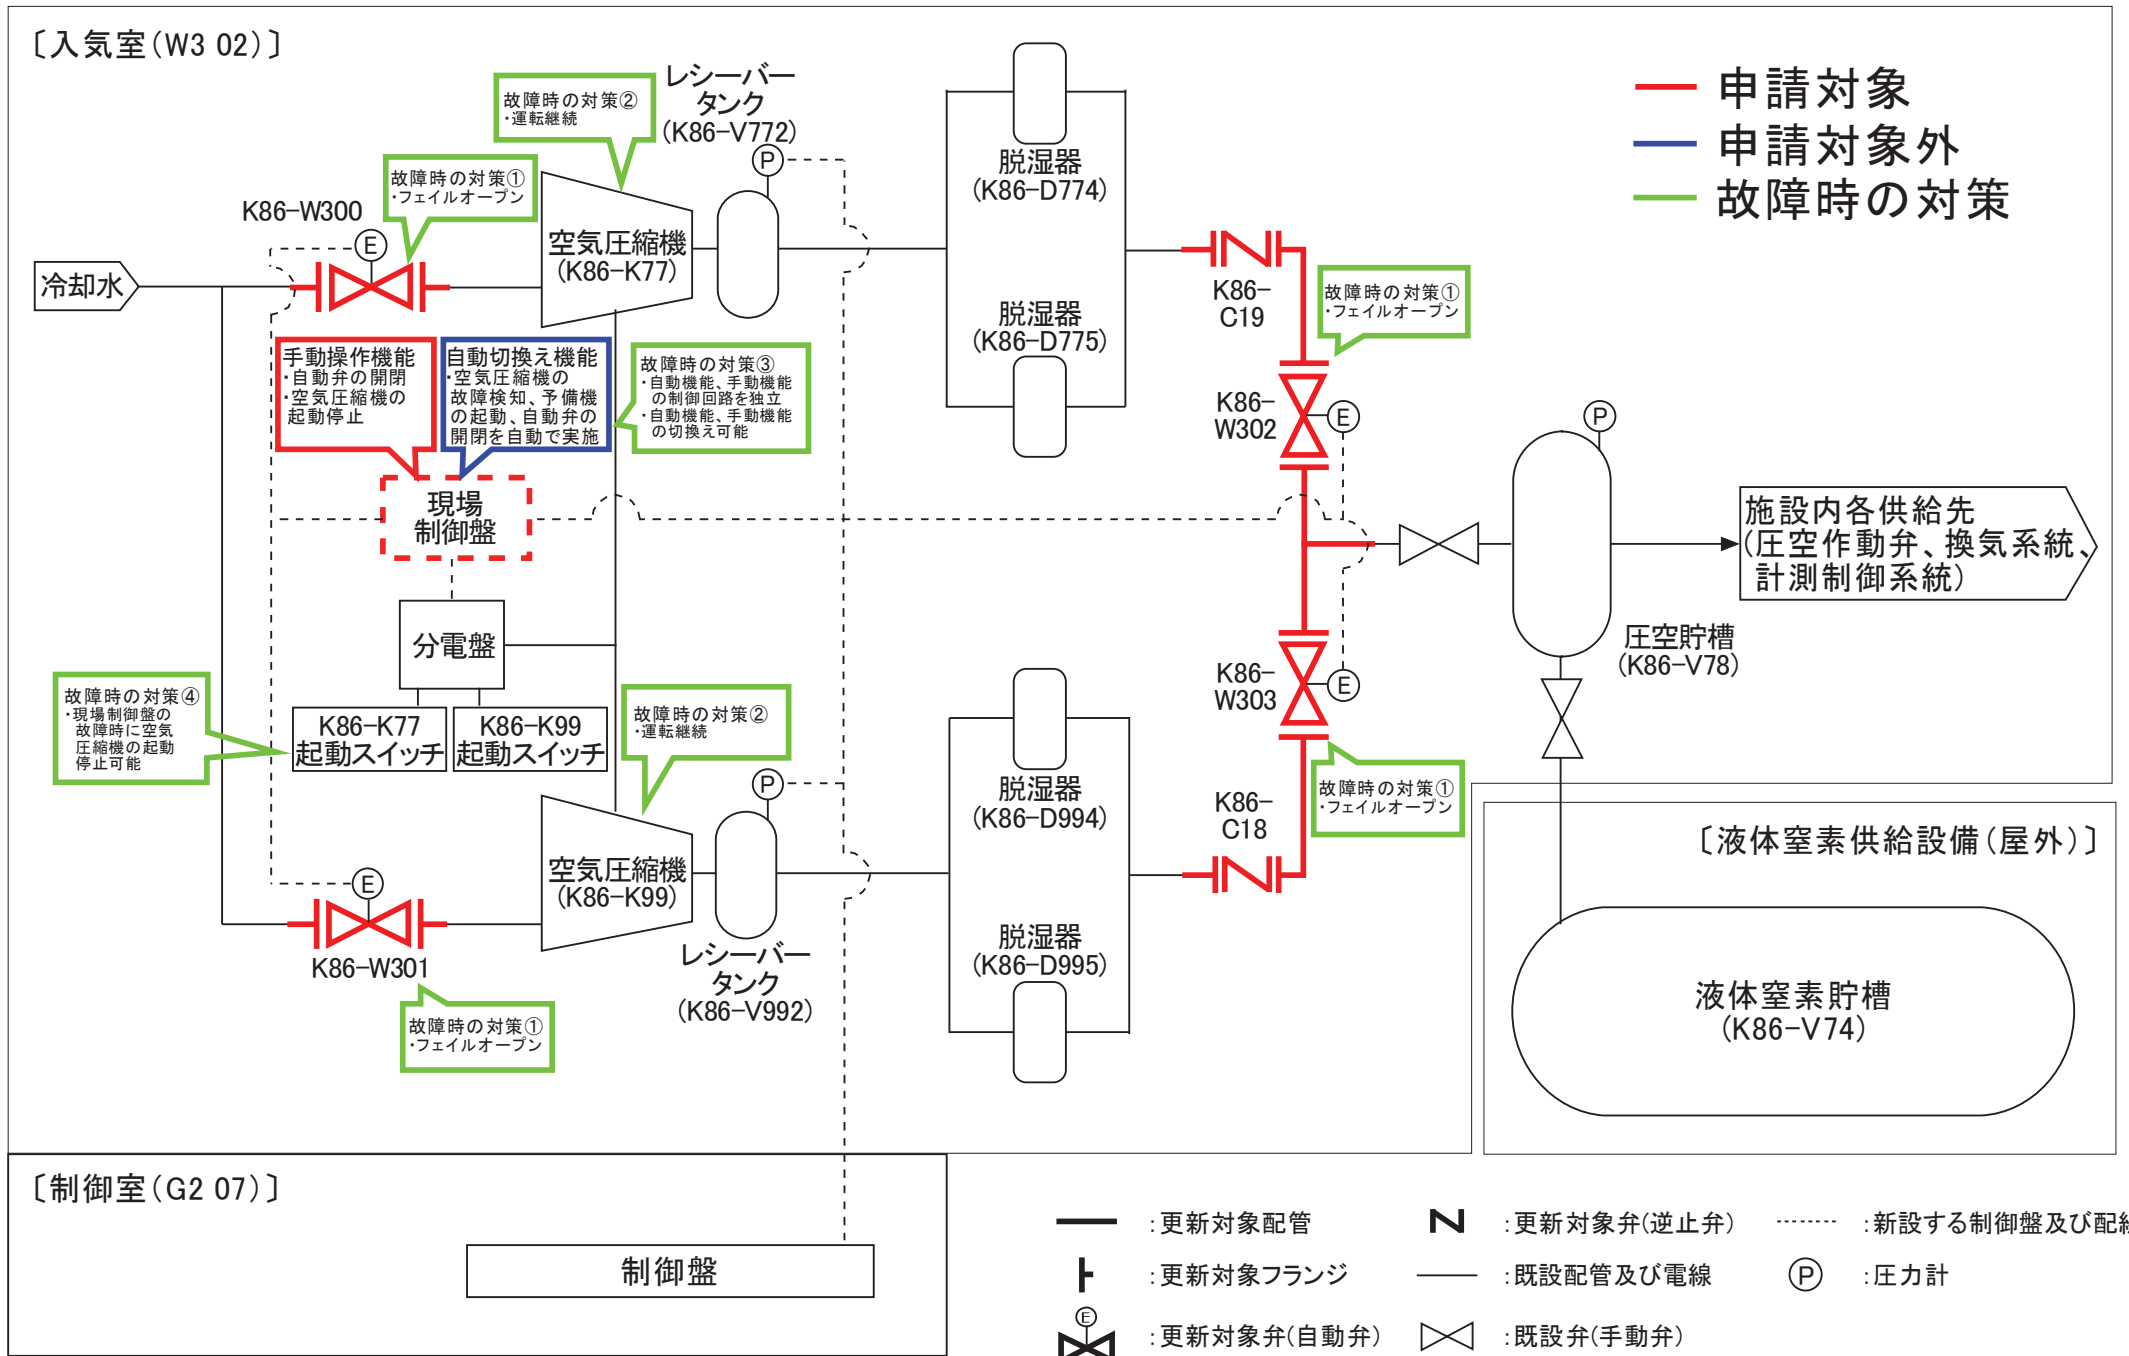 〔入気室(W3 02)〕
申請対象
申請対象外
故障時の対策
レシーバー
タンク
(K86-V772)
P
故障時の対策②
・運転継続
故障時の対策①
・フェイルオープン
K86-W300
E
冷却水
空気圧縮機
(K86-K77)
脱湿器
(K86-D774)
脱湿器
(K86-D775)
K86-
C19
故障時の対策①
・フェイルオープン
K86-
W302
E
P
手動操作機能
・自動弁の開閉
・空気圧縮機の
起動停止
自動切換え機能
・空気圧縮機の
故障検知、予備機
の起動、自動弁の
開閉を自動で実施
故障時の対策③
・自動機能、手動機能
の制御回路を独立
・自動機能、手動機能
の切換え可能
現場
制御盤
施設内各供給先
(圧空作動弁、換気系統、
計測制御系統)
分電盤
圧空貯槽
(K86-V78)
K86-
W303
E
故障時の対策④
・現場制御盤の
故障時に空気
圧縮機の起動
停止可能
K86-K77
起動スイッチ
K86-K99
起動スイッチ
故障時の対策②
・運転継続
P
脱湿器
(K86-D994)
K86-
C18
故障時の対策①
・フェイルオープン
〔液体窒素供給設備(屋外)〕
E
空気圧縮機
(K86-K99)
K86-W301
レシーバー
タンク
(K86-V992)
脱湿器
(K86-D995)
液体窒素貯槽
(K86-V74)
故障時の対策①
・フェイルオープン
〔制御室(G2 07)〕
制御盤
:更新対象配管
:更新対象弁(逆止弁)
:新設する制御盤及び配
:更新対象フランジ
:既設配管及び電線
P
:圧力計
E
:更新対象弁(自動弁)
:既設弁(手動弁)